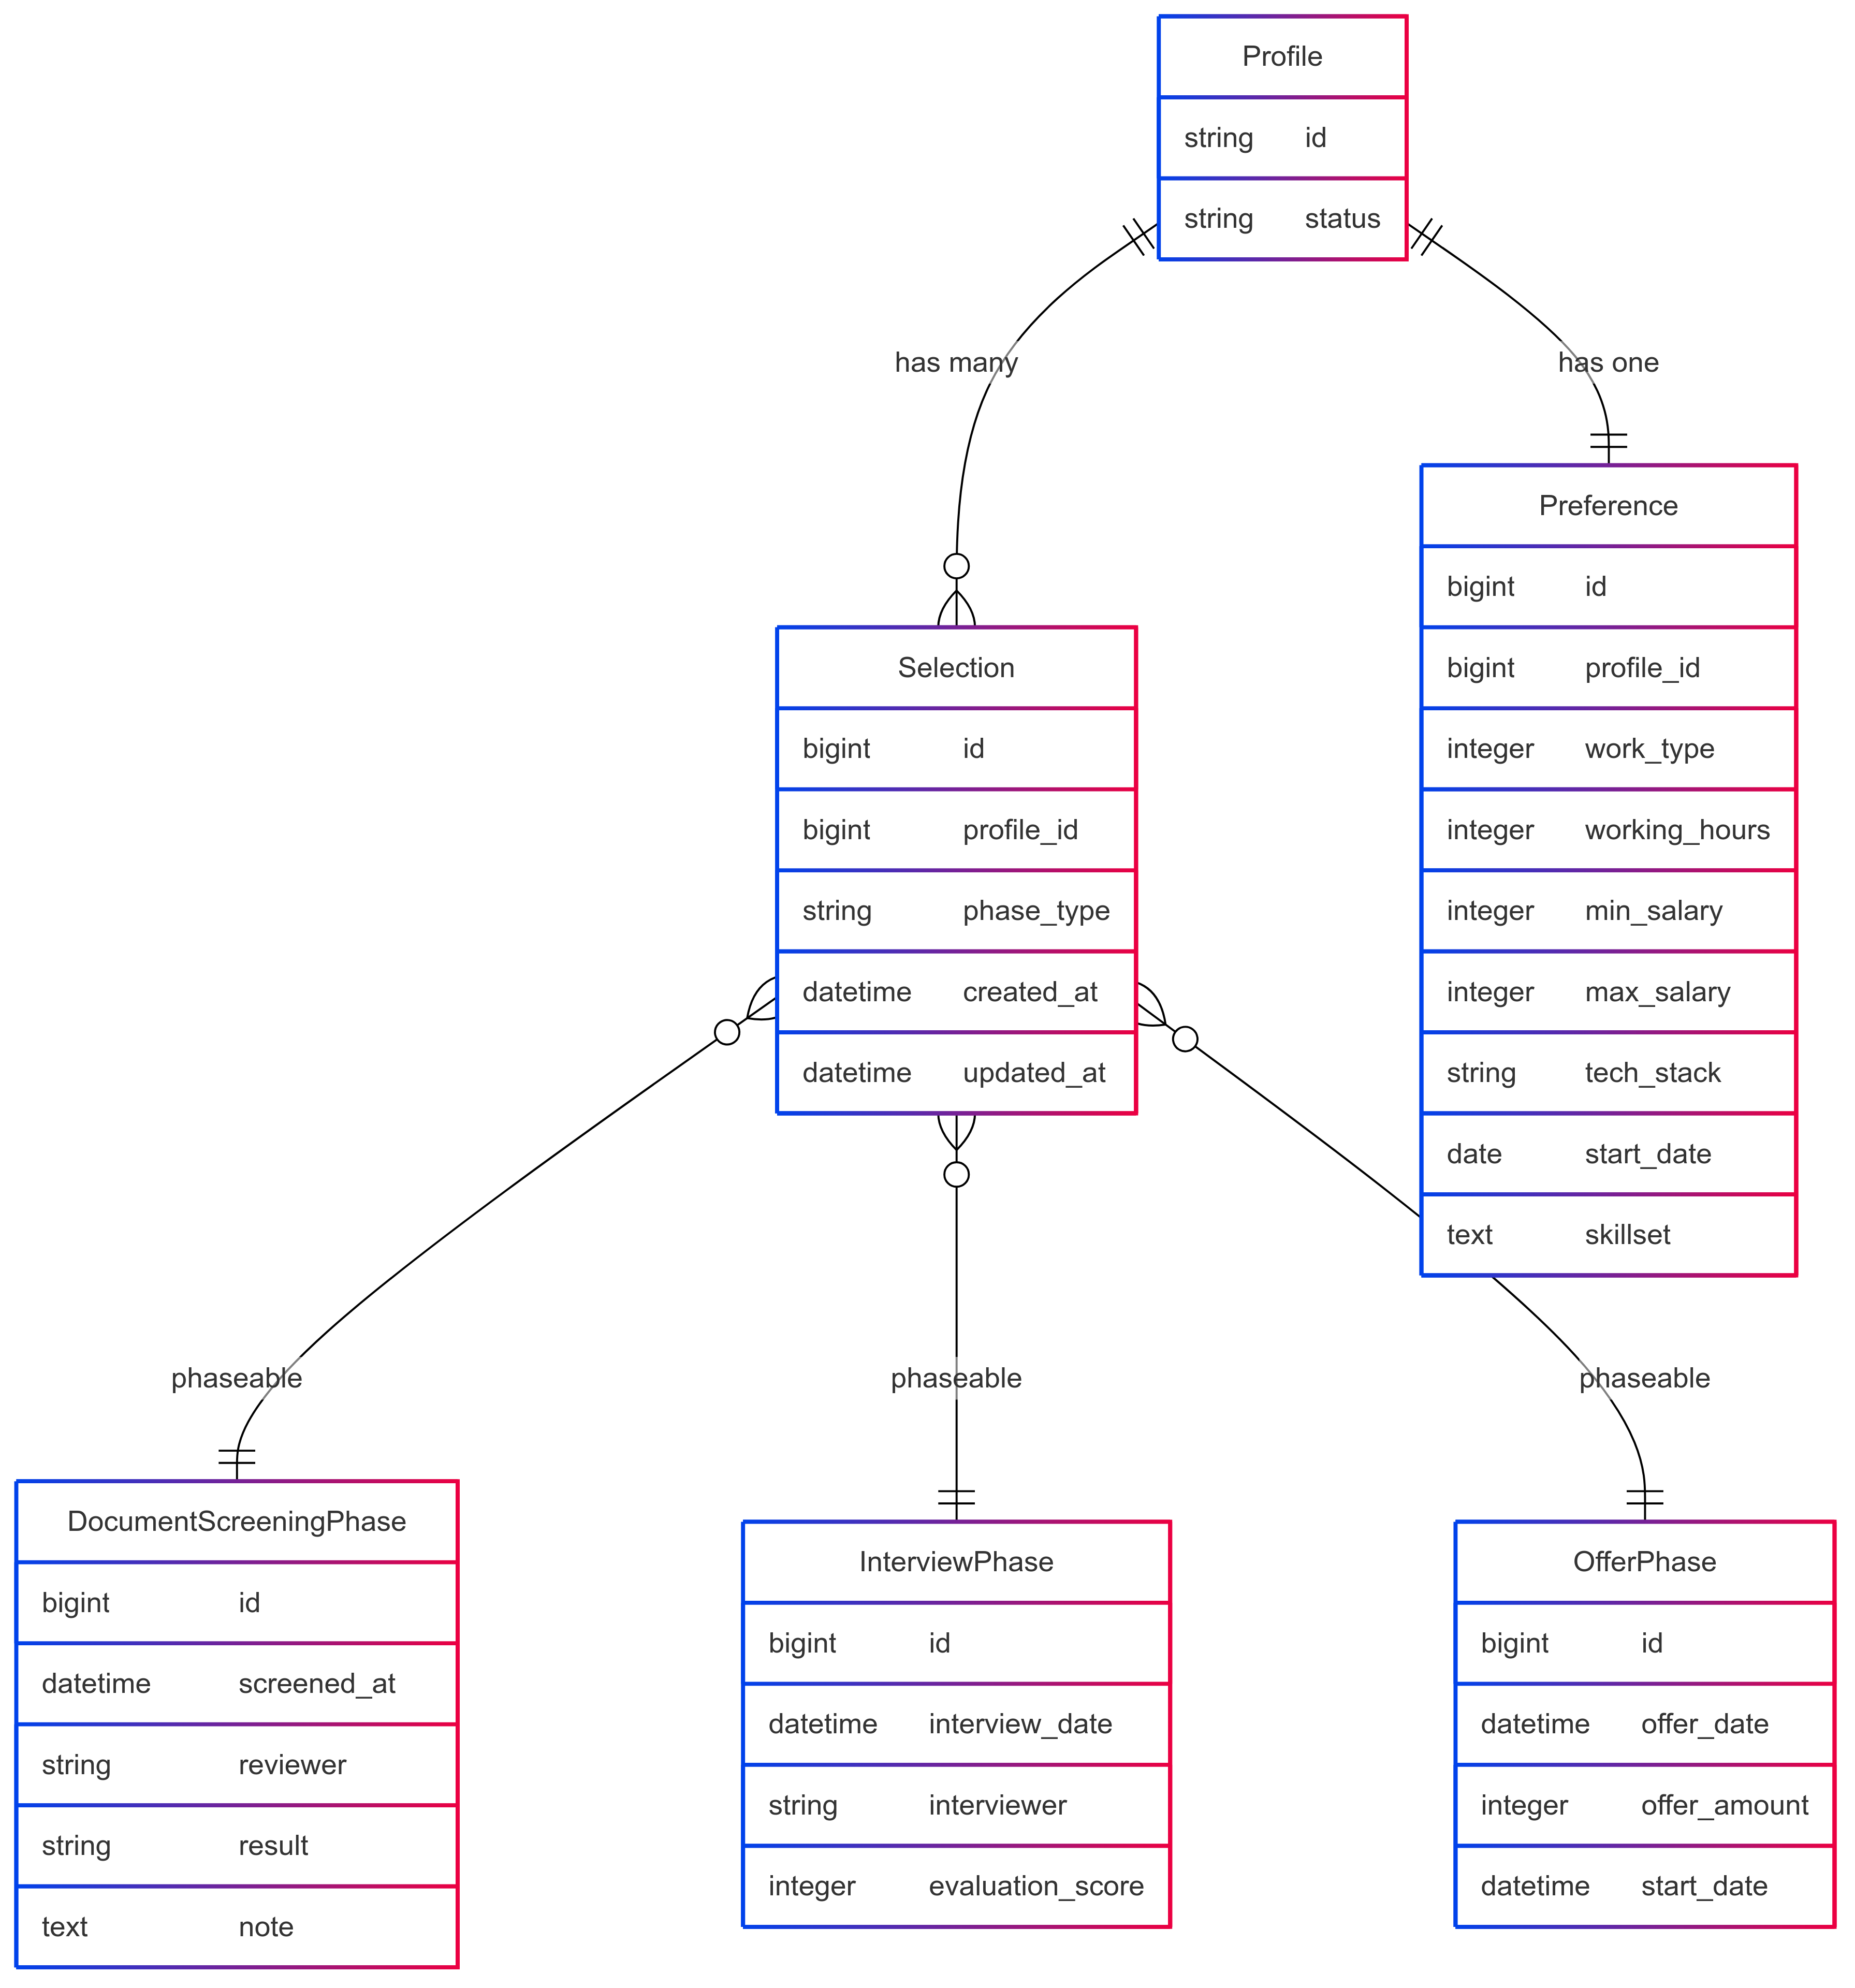 Profile
string id
string status
has many
has one
Preference
bigint id
bigint profile_id
integer work_type
integer working_hours
integer min_salary
integer max_salary
string tech_stack
date start_date
text skillset
Selection
bigint id
bigint profile_id
string phase_type
datetime created_at
datetime updated_at
phaseable
phaseable
phaseable
DocumentScreeningPhase
bigint id
datetime screened_at
string reviewer
string result
text note
InterviewPhase
bigint id
datetime interview_date
string interviewer
integer evaluation_score
OfferPhase
bigint id
datetime offer_date
integer offer_amount
datetime start_date